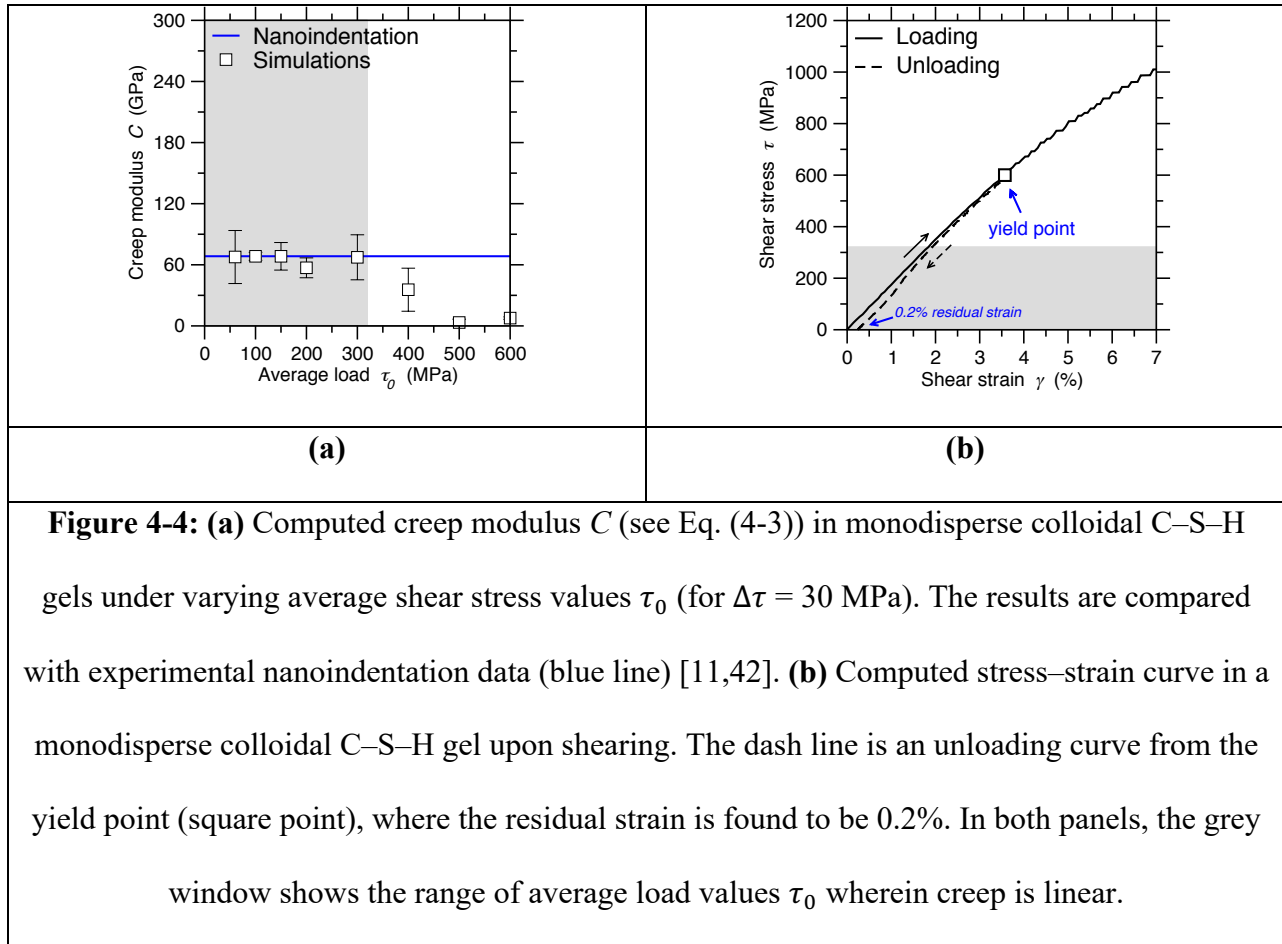 300
240
180
120
60
0
Creep modulus C (GPa)
Nanoindentation
Simulations
0 100 200 300 400 500 600
Average load τ0 (MPa)
1200
1000
800
600
400
200
0
Shear stress τ (MPa)
Loading
Unloading
yield point
0.2% residual strain
0 1 2 3 4 5 6 7
Shear strain γ (%)
(a)
(b)
Figure 4-4: (a) Computed creep modulus C (see Eq. (4-3)) in monodisperse colloidal C–S–H
gels under varying average shear stress values τ0 (for Δτ = 30 MPa). The results are compared
with experimental nanoindentation data (blue line) [11,42]. (b) Computed stress–strain curve in a
monodisperse colloidal C–S–H gel upon shearing. The dash line is an unloading curve from the
yield point (square point), where the residual strain is found to be 0.2%. In both panels, the grey
window shows the range of average load values τ0 wherein creep is linear.